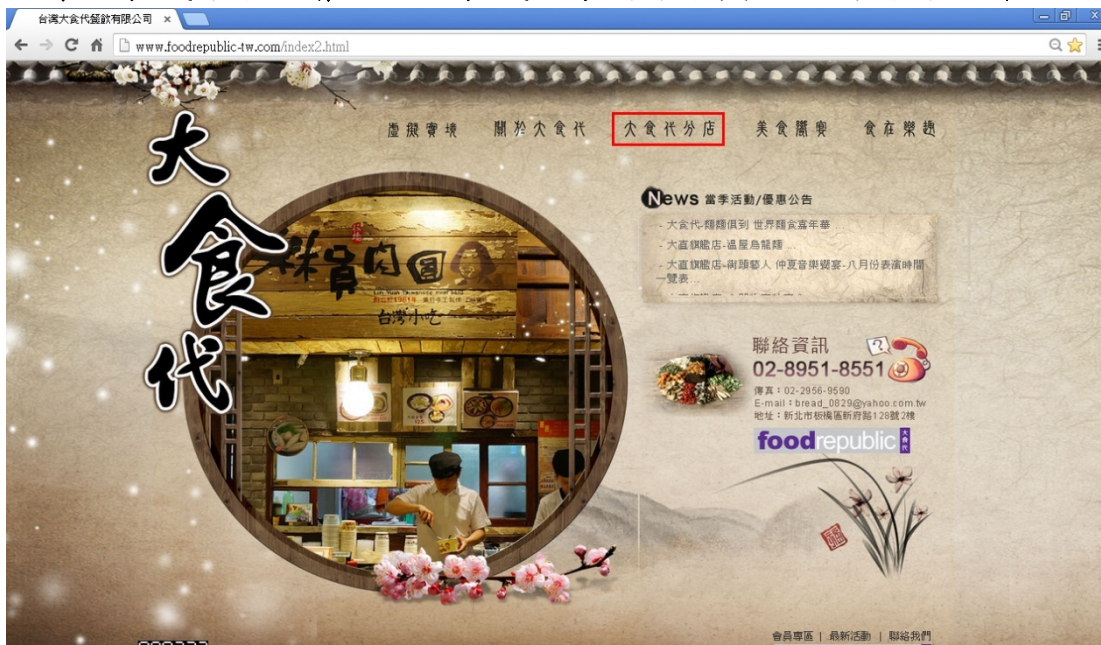 台灣大食代餐飲有限公司
www.foodrepublic-tw.com/index2.html
虛擬實境 關於大食代 大食代分店 美食饗宴 食在樂趣
大食代
News 當季活動/優惠公告
- 大食代-麵麵俱到 世界麵食嘉年華
- 大直旗艦店-溫屋烏龍麵 ...
- 大直旗艦店-街頭藝人 仲夏音樂饗宴-八月份表演時間
一覽表...
肉圓
台灣小吃
聯絡資訊
02-8951-8551
傳真：02-2956-9590
E-mail：bread_0829@yahoo.com.tw
地址：新北市板橋區新府路128號2樓
foodrepublic 大食代
會員專區 | 最新活動 | 聯絡我們